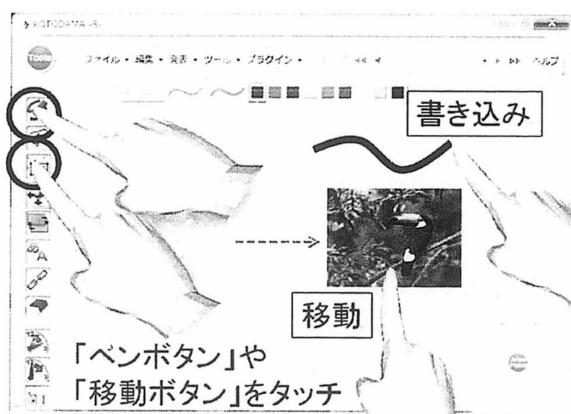 ファイル・ 編集・ 発表・ ツール・ プラグイン・ ヘルプ
書き込み
移動
「ペンボタン」や
「移動ボタン」をタッチ